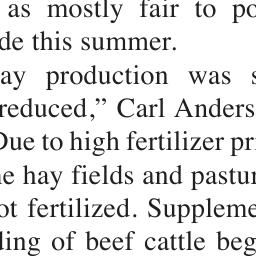 as mostly fair to po
de this summer.
ay production was s
reduced,” Carl Anders
Due to high fertilizer pri
e hay fields and pastur
ot fertilized. Suppleme
ding of beef cattle beg